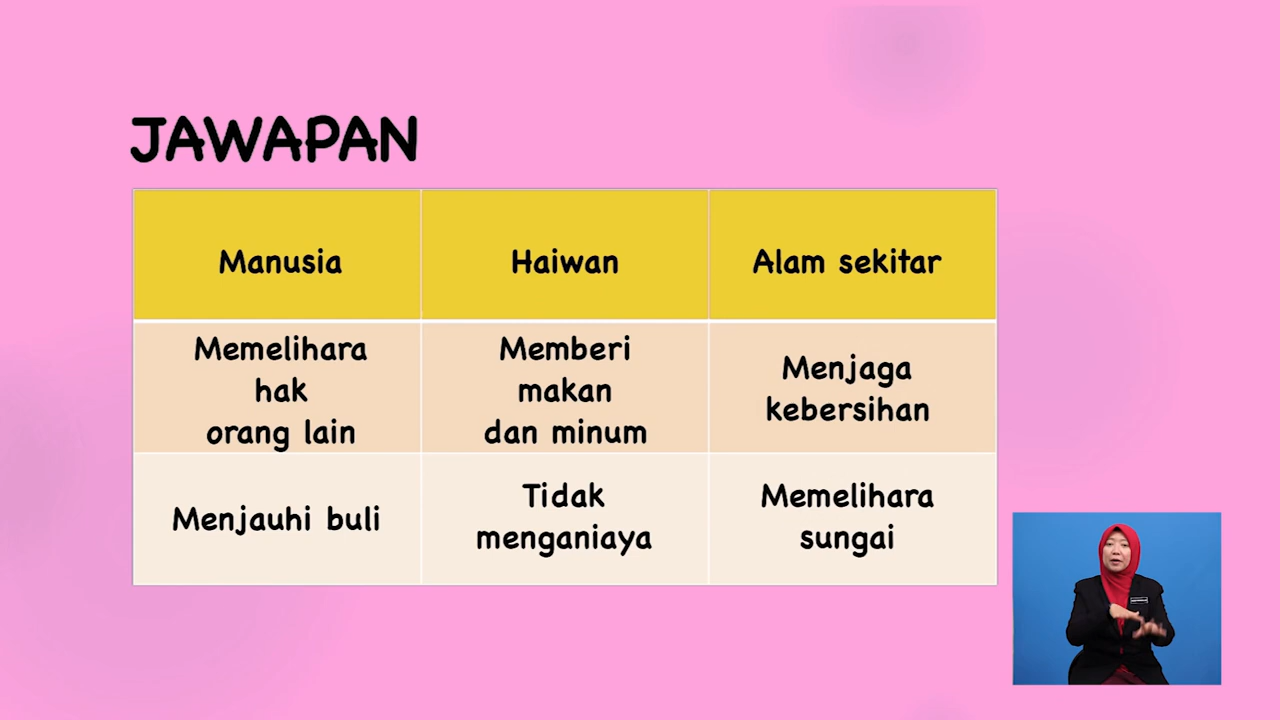 JAWAPAN
Manusia
Haiwan
Alam sekitar
Memelihara
hak
orang lain
Memberi
makan
dan minum
Menjaga
kebersihan
Menjauhi buli
Tidak
menganiaya
Memelihara
sungai